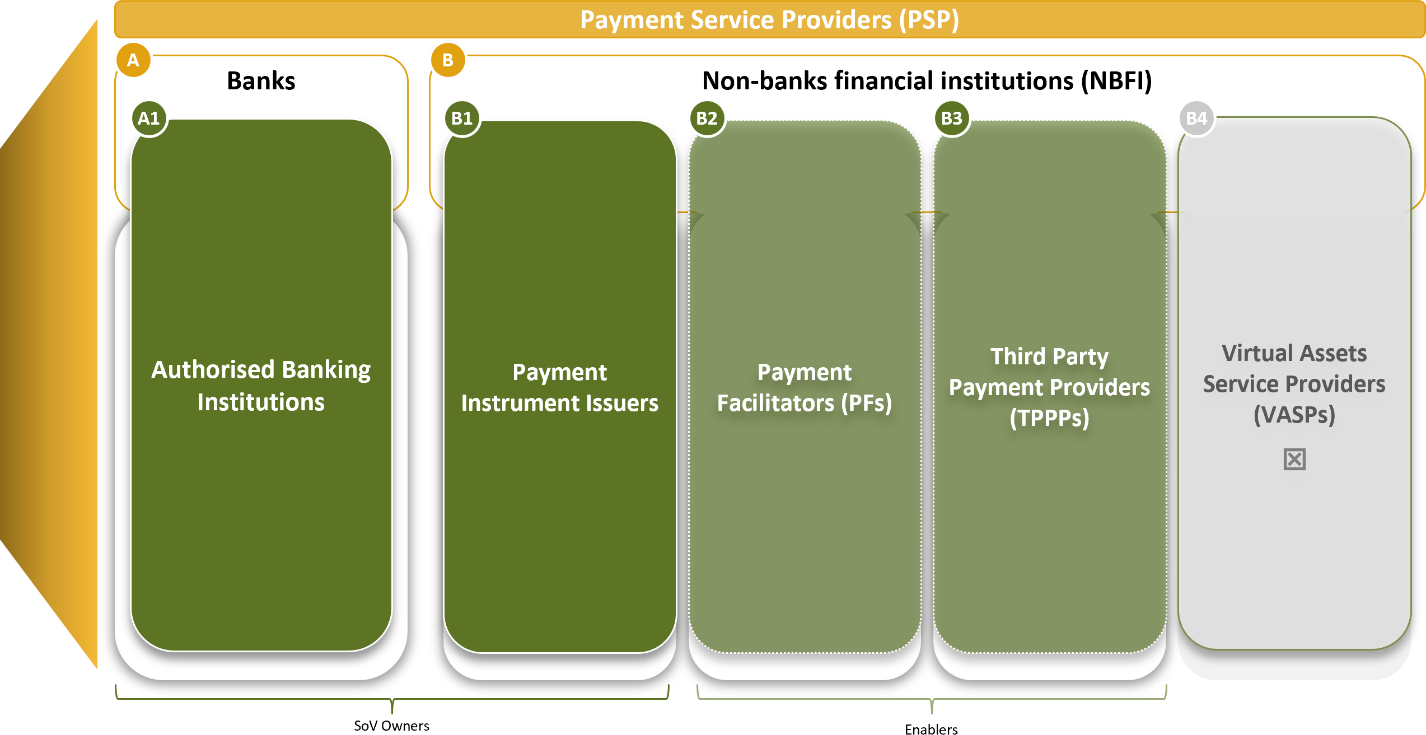 Payment Service Providers (PSP)
A
Banks
B
Non-banks financial institutions (NBFI)
A1
Authorised Banking
Institutions
B1
Payment
Instrument Issuers
B2
Payment
Facilitators (PFs)
B3
Third Party
Payment Providers
(TPPPs)
B4
Virtual Assets
Service Providers
(VASPs)
SoV Owners
Enablers